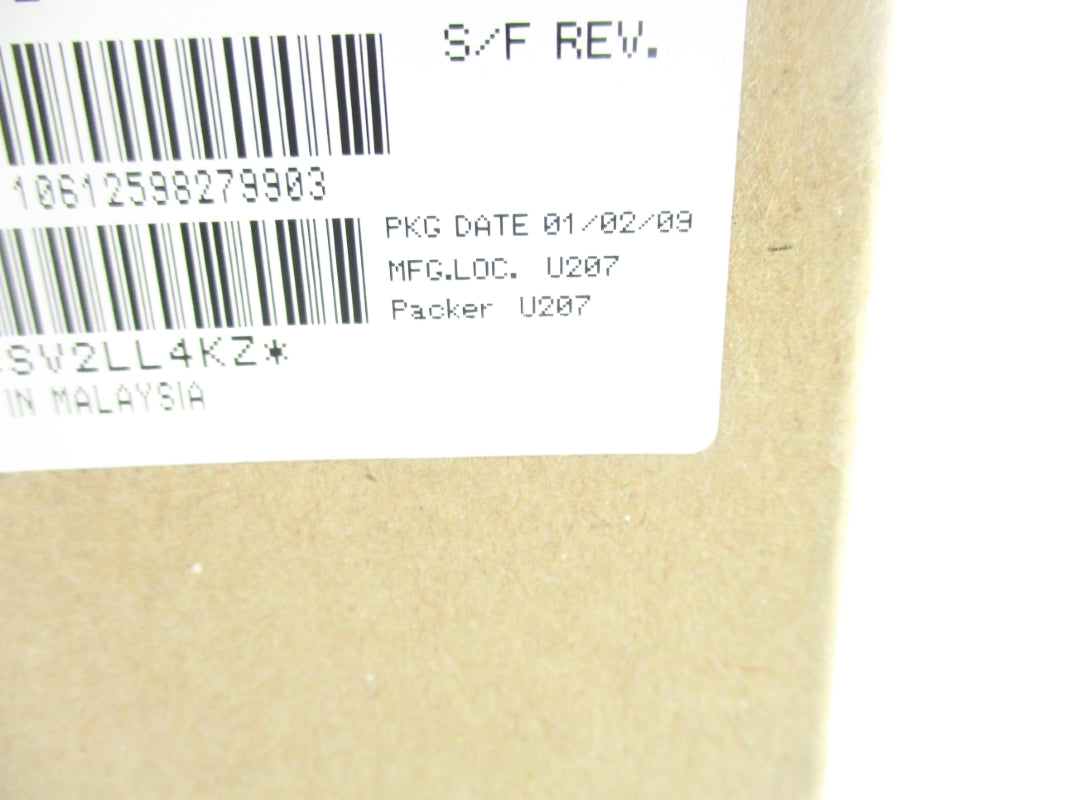 S/F REV.
10612598279903
PKG DATE 01/02/09
MFG.LOC. U207
Packer U207
SV2LL4KZ*
IN MALAYSIA